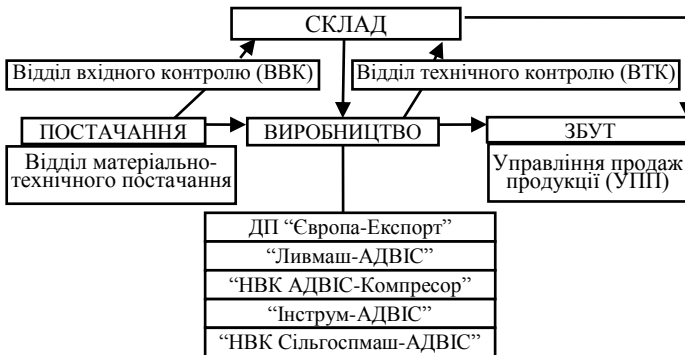 СКЛАД
Відділ вхідного контролю (ВВК)
Відділ технічного контролю (ВТК)
ПОСТАЧАННЯ
ВИРОБНИЦТВО
ЗБУТ
Відділ матеріально-
технічного постачання
Управління продаж
продукції (УПП)
ДП “Європа-Експорт”
“Ливмаш-АДВІС”
“НВК АДВІС-Компресор”
“Інструм-АДВІС”
“НВК Сільгоспмаш-АДВІС”